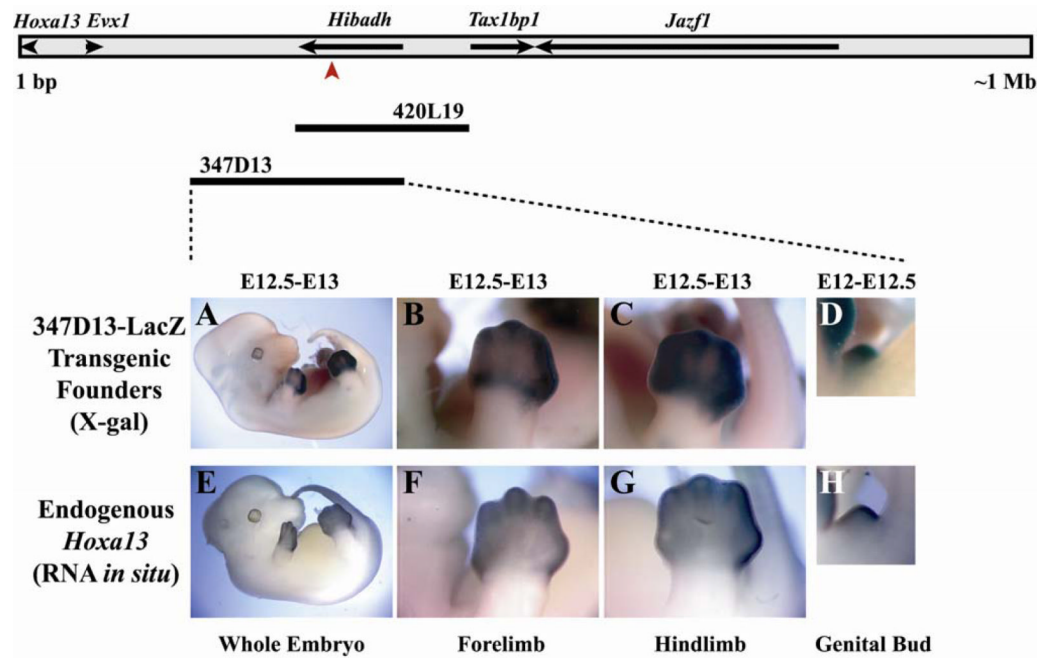 Hoxa13 Evx1 Hibadh Tax1bp1 Jazf1
1 bp ~1 Mb
420L19
347D13
E12.5-E13 E12.5-E13 E12.5-E13 E12-E12.5
347D13-LacZ
Transgenic
Founders
(X-gal)
A B C D
Endogenous
Hoxa13
(RNA in situ)
E F G H
Whole Embryo Forelimb Hindlimb Genital Bud